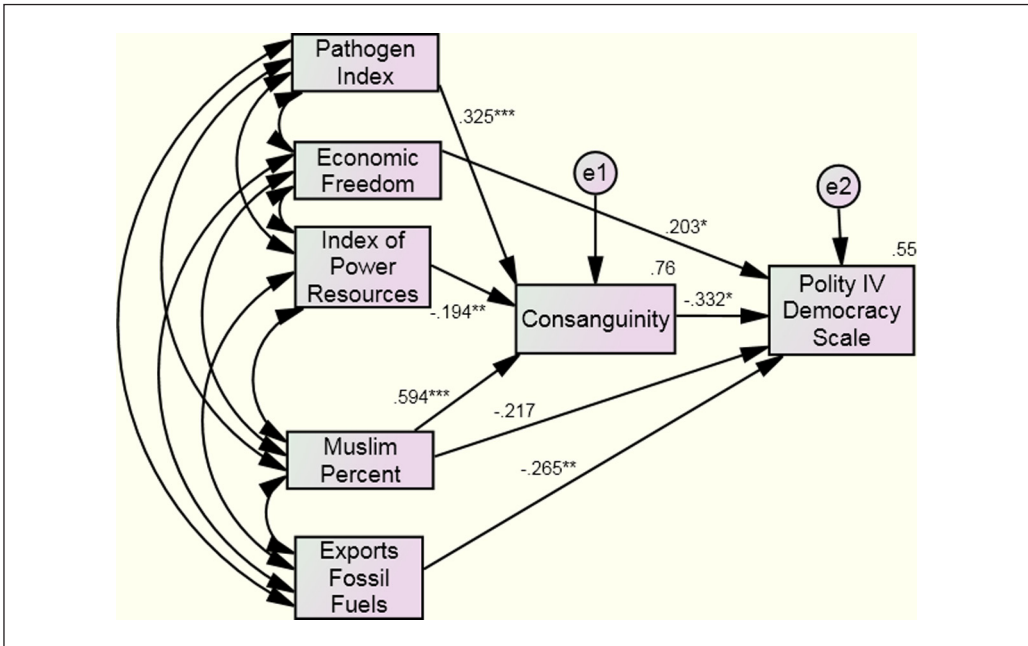 Pathogen
Index
.325***
Economic
Freedom
e1
e2
.203*
.55
Index of
Power
Resources
-.194**
.76
Consanguinity
-.332*
Polity IV
Democracy
Scale
.594***
-.217
Muslim
Percent
-.265**
Exports
Fossil
Fuels